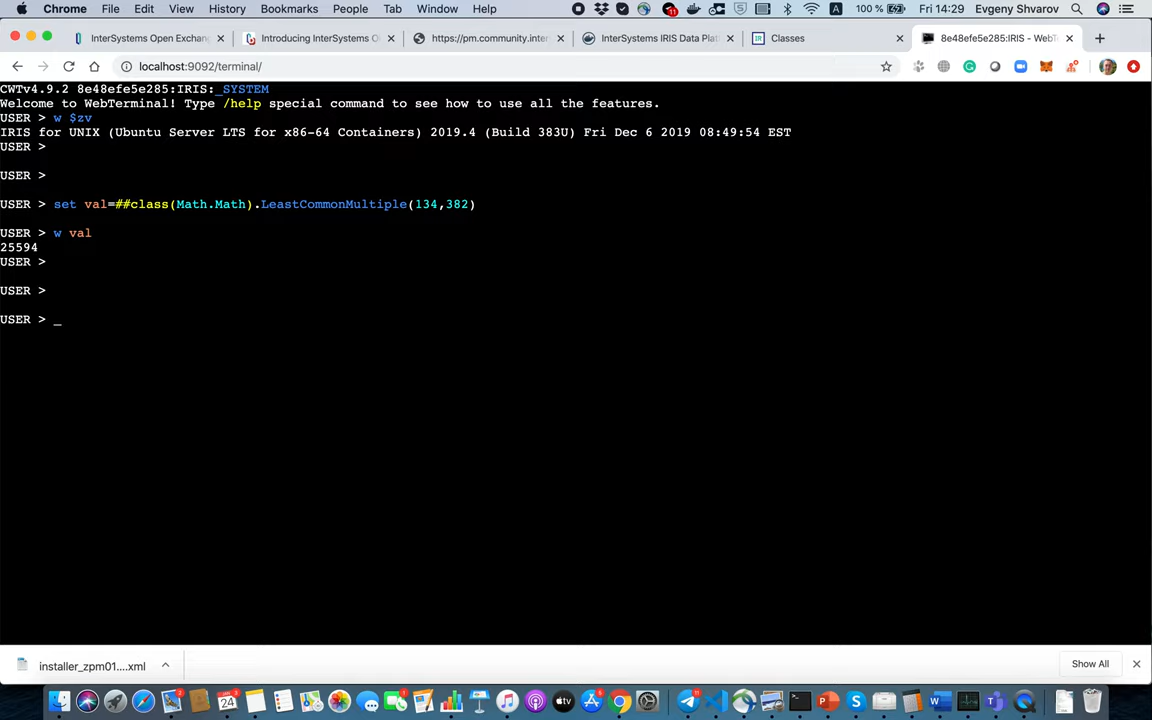 Chrome File Edit View History Bookmarks People Tab Window Help 100 % Fri 14:29 Evgeny Shvarov
InterSystems Open Exchan Introducing InterSystems O https://pm.community.inter InterSystems IRIS Data Plat Classes 8e48efe5e285:IRIS - WebT
localhost:9092/terminal/
CWTv4.9.2 8e48efe5e285:IRIS:_SYSTEM
Welcome to WebTerminal! Type /help special command to see how to use all the features.
USER > w $zv
IRIS for UNIX (Ubuntu Server LTS for x86-64 Containers) 2019.4 (Build 383U) Fri Dec 6 2019 08:49:54 EST
USER >
USER >
USER > set val=##class(Math.Math).LeastCommonMultiple(134,382)
USER > w val
25594
USER >
USER >
USER > _
installer_zpm01....xml Show All
24